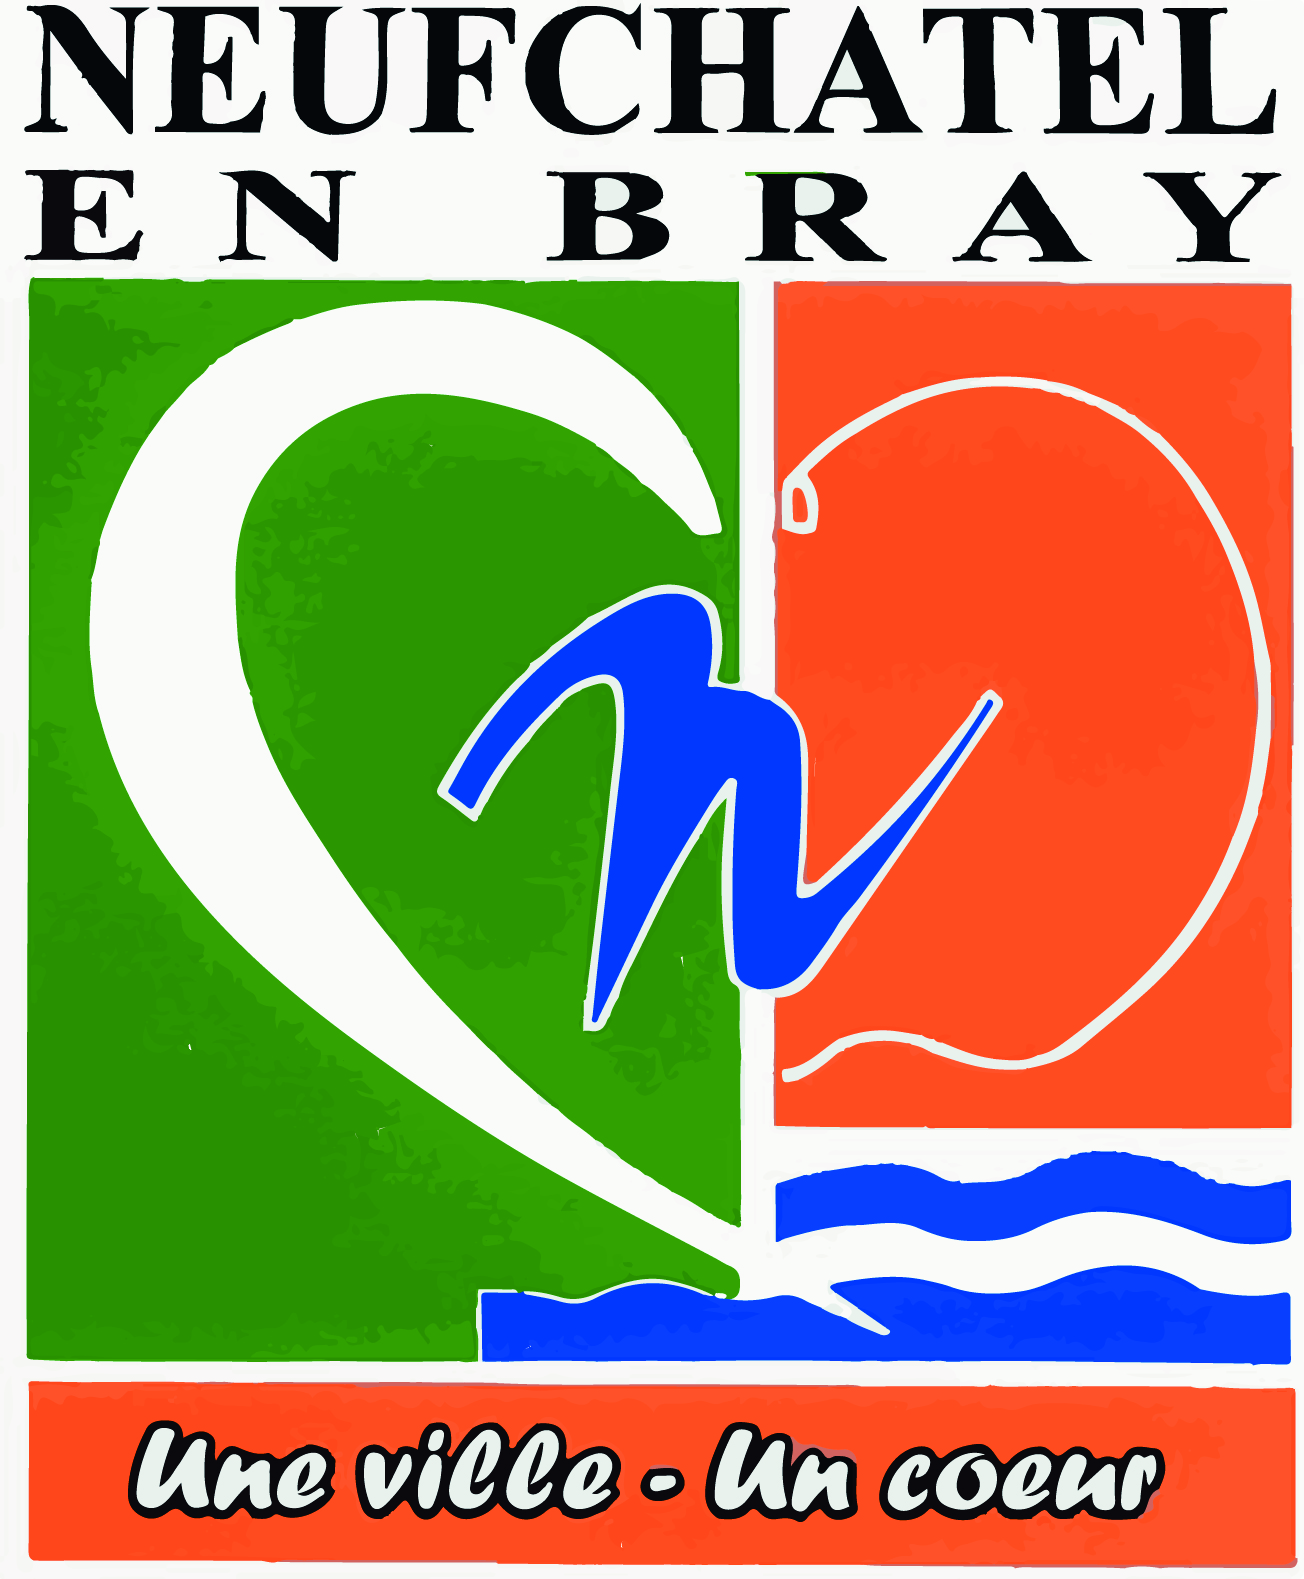 NEUFCHATEL
EN BRAY
n
Une ville - Un coeur